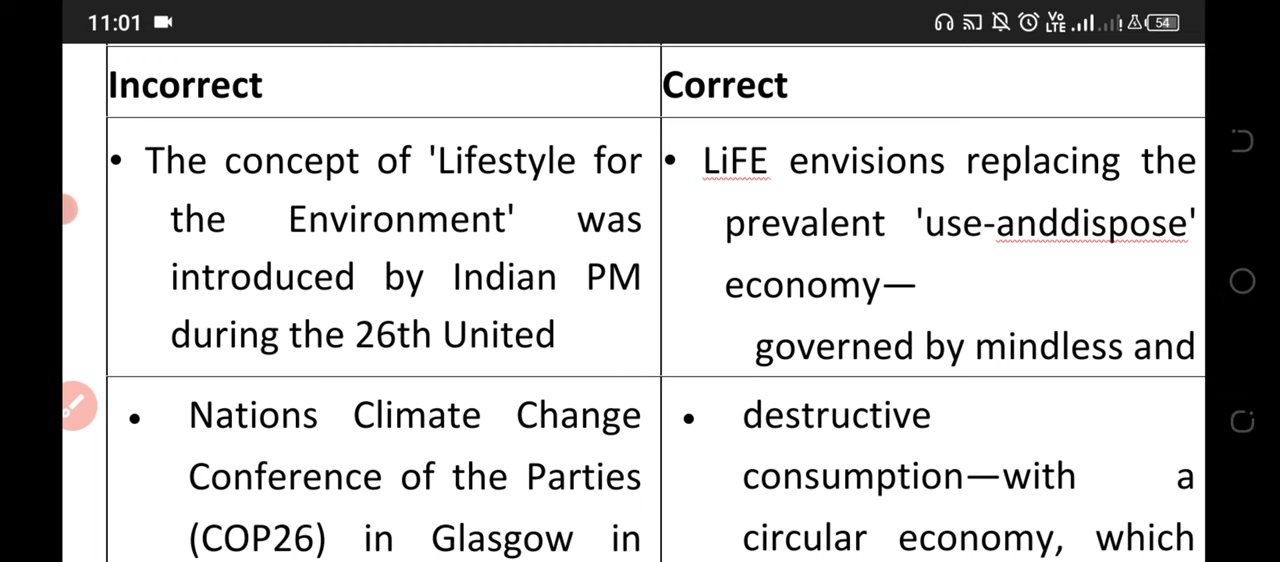 11:01
Vo
LTE
54
Incorrect
Correct
• The concept of 'Lifestyle for
the Environment' was
introduced by Indian PM
during the 26th United
• LiFE envisions replacing the
prevalent 'use-anddispose'
economy—
governed by mindless and
• Nations Climate Change
Conference of the Parties
(COP26) in Glasgow in
• destructive
consumption—with a
circular economy, which